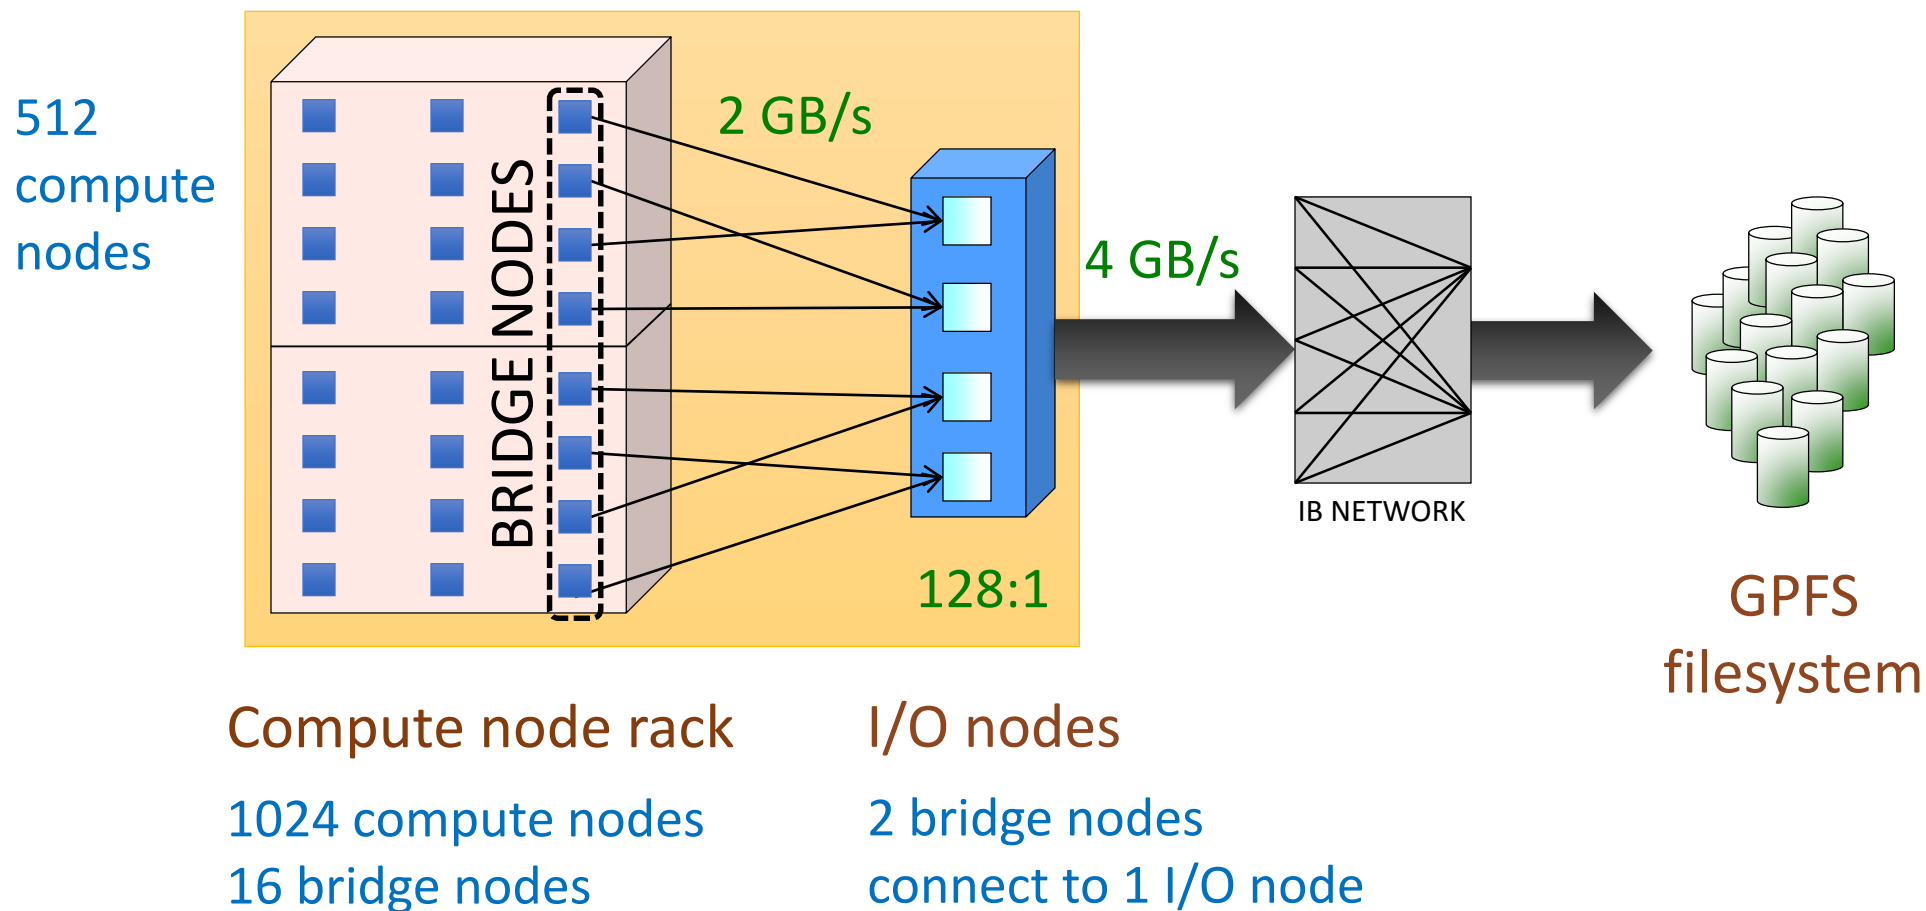 512
compute
nodes
BRIDGE NODES
2 GB/s
4 GB/s
128:1
IB NETWORK
GPFS
filesystem
Compute node rack
1024 compute nodes
16 bridge nodes
I/O nodes
2 bridge nodes
connect to 1 I/O node